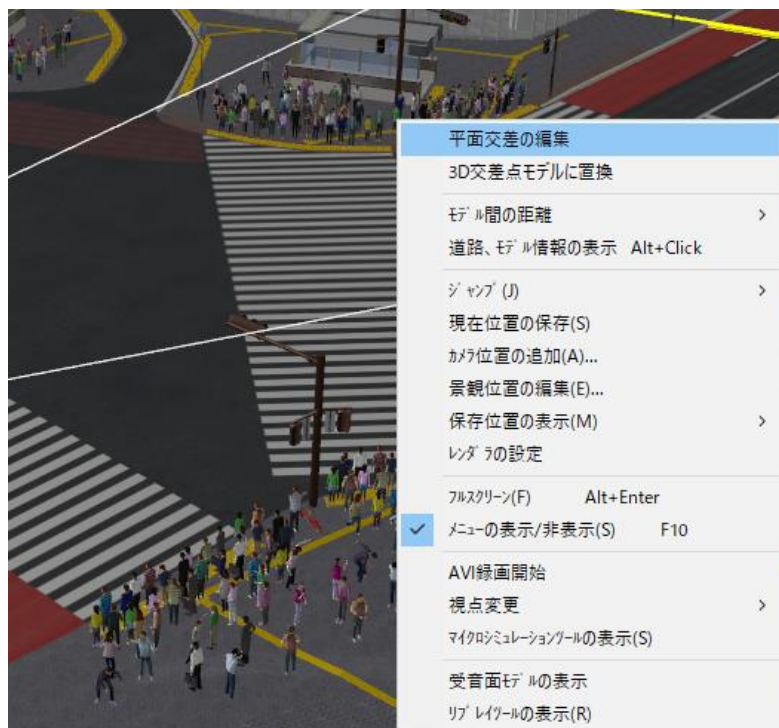 平面交差の編集
3D交差点モデルに置換
ﾓﾃﾞﾙ間の距離
道路、ﾓﾃﾞﾙ情報の表示 Alt+Click
ｼﾞｬﾝﾌﾟ(J)
現在位置の保存(S)
ｶﾒﾗ位置の追加(A)...
景観位置の編集(E)...
保存位置の表示(M)
ﾚﾝﾀﾞﾗの設定
ﾌﾙｽｸﾘｰﾝ(F) Alt+Enter
ﾒﾆｭｰの表示/非表示(S) F10
AVI録画開始
視点変更
ﾏｲｸﾛｼﾐｭﾚｰｼｮﾝﾂｰﾙの表示(S)
受音面ﾓﾃﾞﾙの表示
ﾘﾌﾟﾚｲﾂｰﾙの表示(R)